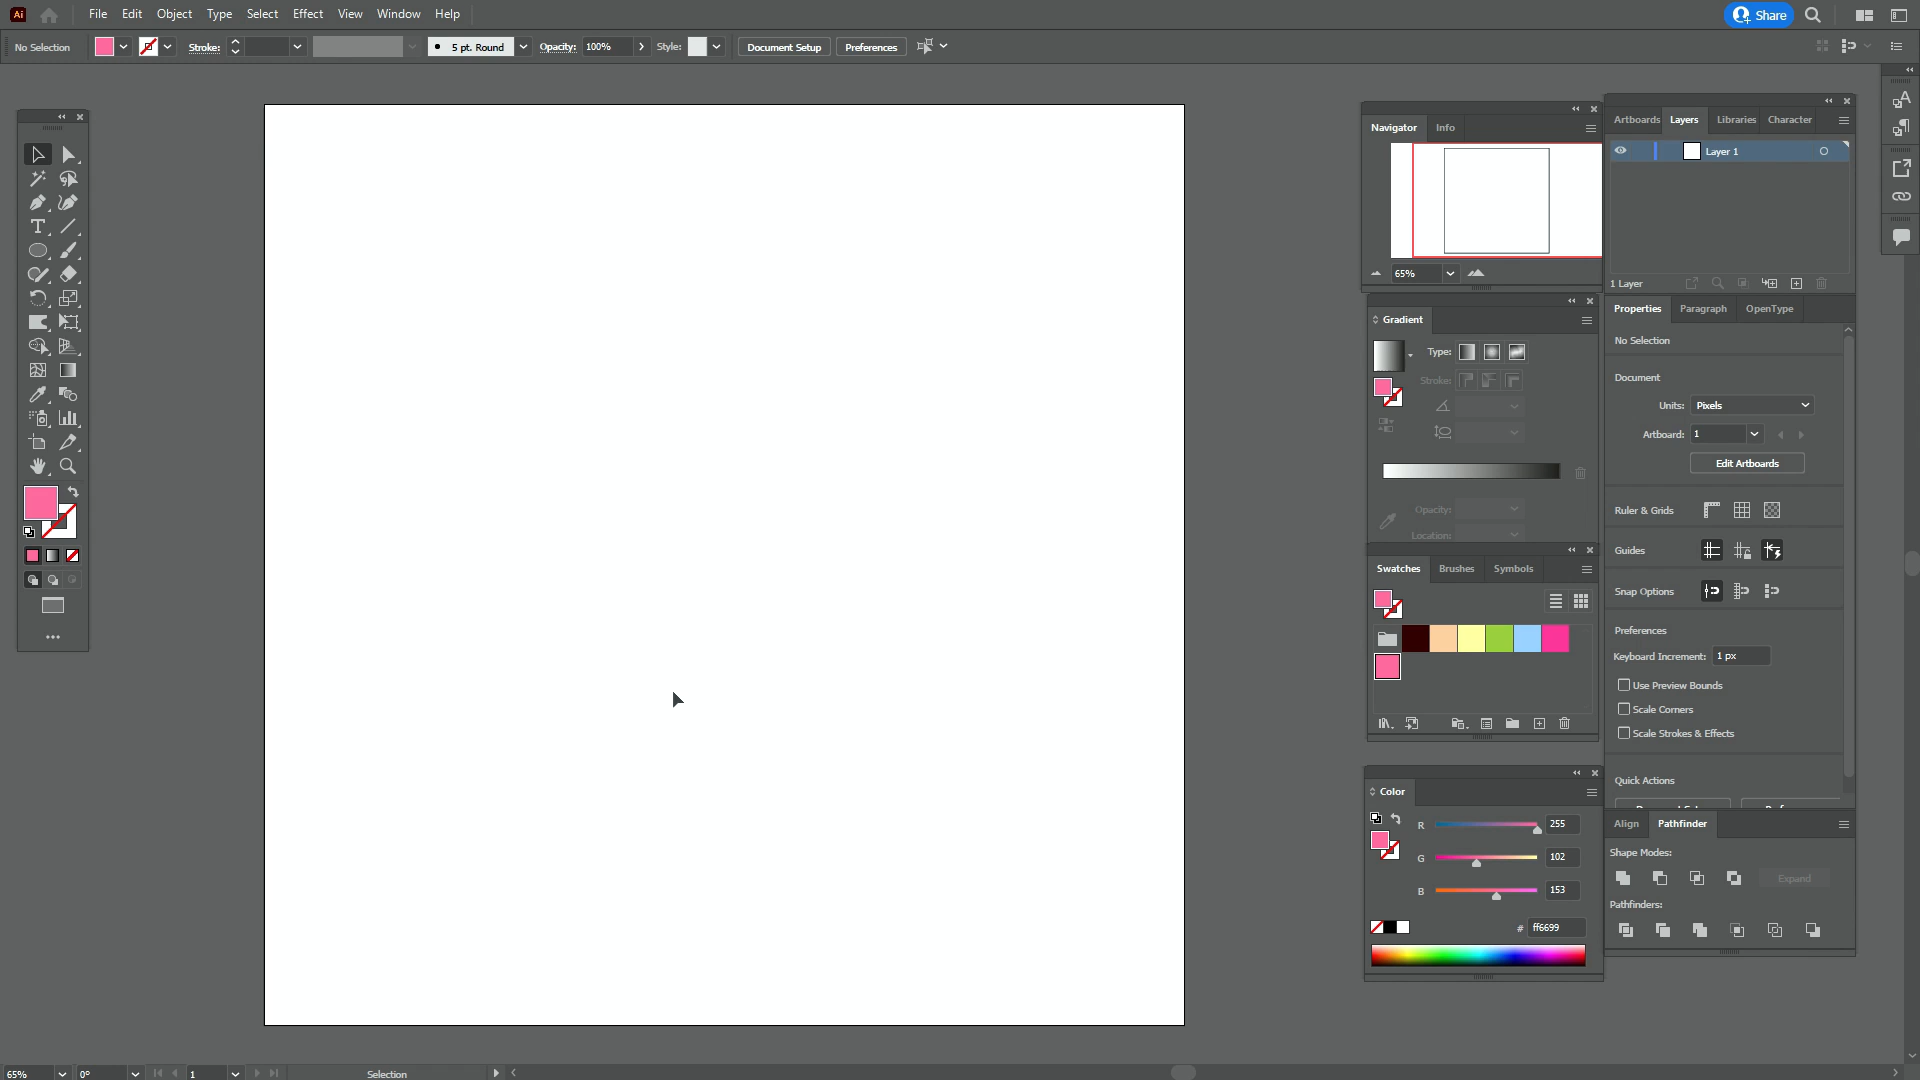 Ai File Edit Object Type Select Effect View Window Help Share
No Selection Stroke: 5 pt. Round Opacity: 100% Style: Document Setup Preferences
Navigator Info
65%
Artboards Layers Libraries Character
Layer 1
1 Layer
Gradient
Type:
Stroke:
Opacity:
Location:
Properties Paragraph OpenType
No Selection
Document
Units: Pixels
Artboard: 1
Edit Artboards
Ruler & Grids
Guides
Snap Options
Preferences
Keyboard Increment: 1 px
Use Preview Bounds
Scale Corners
Scale Strokes & Effects
Quick Actions
Swatches Brushes Symbols
Color
R 255
G 102
B 153
# ff6699
Align Pathfinder
Shape Modes:
Expand
Pathfinders:
65% 0° 1 Selection